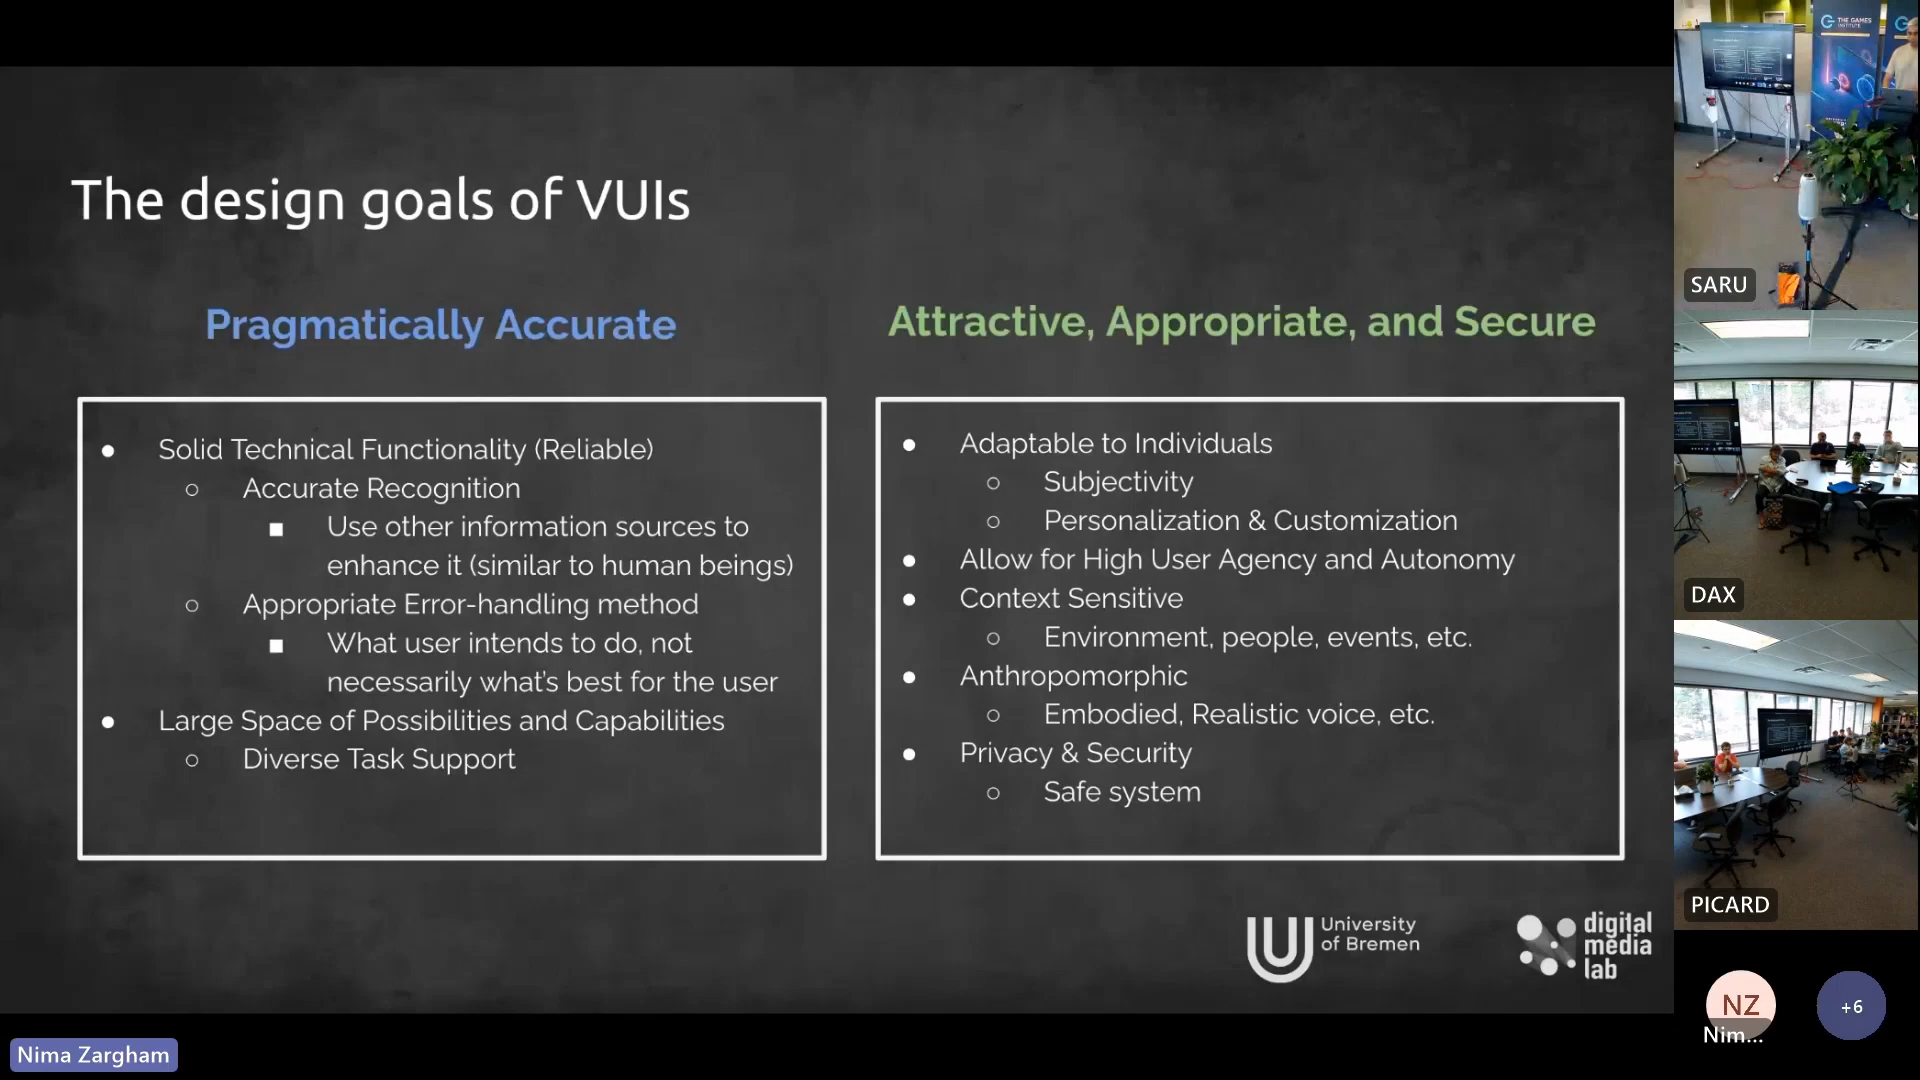 The design goals of VUIs
Pragmatically Accurate
● Solid Technical Functionality (Reliable)
○ Accurate Recognition
■ Use other information sources to
enhance it (similar to human beings)
○ Appropriate Error-handling method
■ What user intends to do, not
necessarily what's best for the user
● Large Space of Possibilities and Capabilities
○ Diverse Task Support
Attractive, Appropriate, and Secure
● Adaptable to Individuals
○ Subjectivity
○ Personalization & Customization
● Allow for High User Agency and Autonomy
● Context Sensitive
○ Environment, people, events, etc.
● Anthropomorphic
○ Embodied, Realistic voice, etc.
● Privacy & Security
○ Safe system
University
of Bremen
digital
media
lab
Nima Zargham
THE GAMES
INSTITUTE
SARU
DAX
PICARD
NZ
Nim...
+6